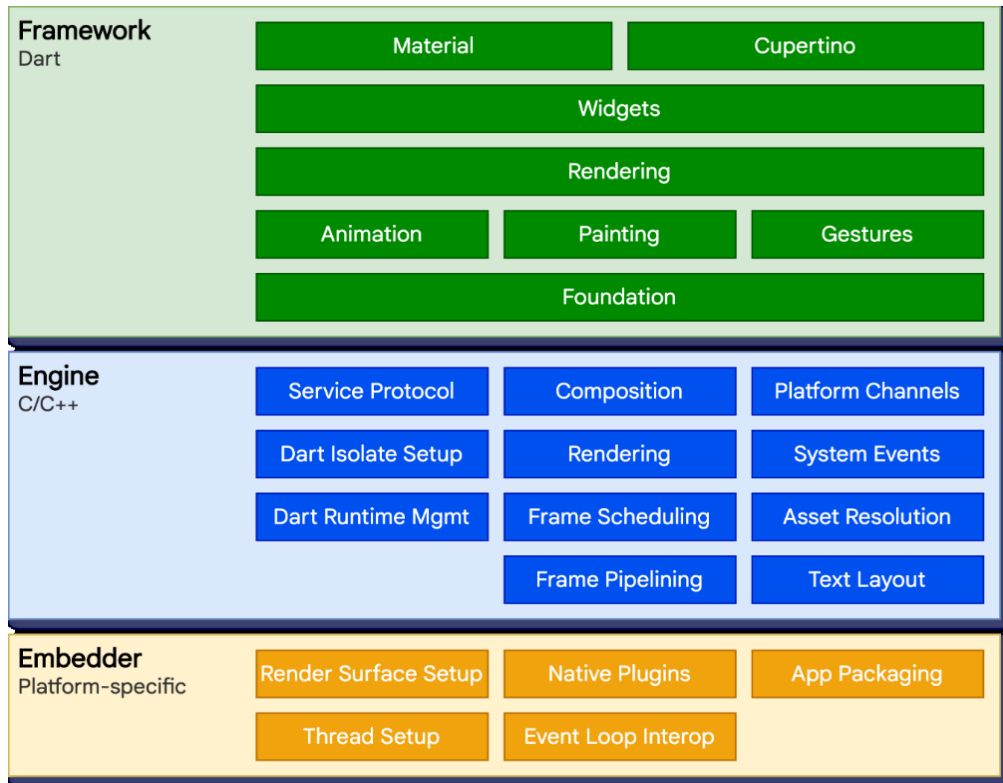 Framework
Dart
Material
Cupertino
Widgets
Rendering
Animation
Painting
Gestures
Foundation
Engine
C/C++
Service Protocol
Composition
Platform Channels
Dart Isolate Setup
Rendering
System Events
Dart Runtime Mgmt
Frame Scheduling
Asset Resolution
Frame Pipelining
Text Layout
Embedder
Platform-specific
Render Surface Setup
Native Plugins
App Packaging
Thread Setup
Event Loop Interop